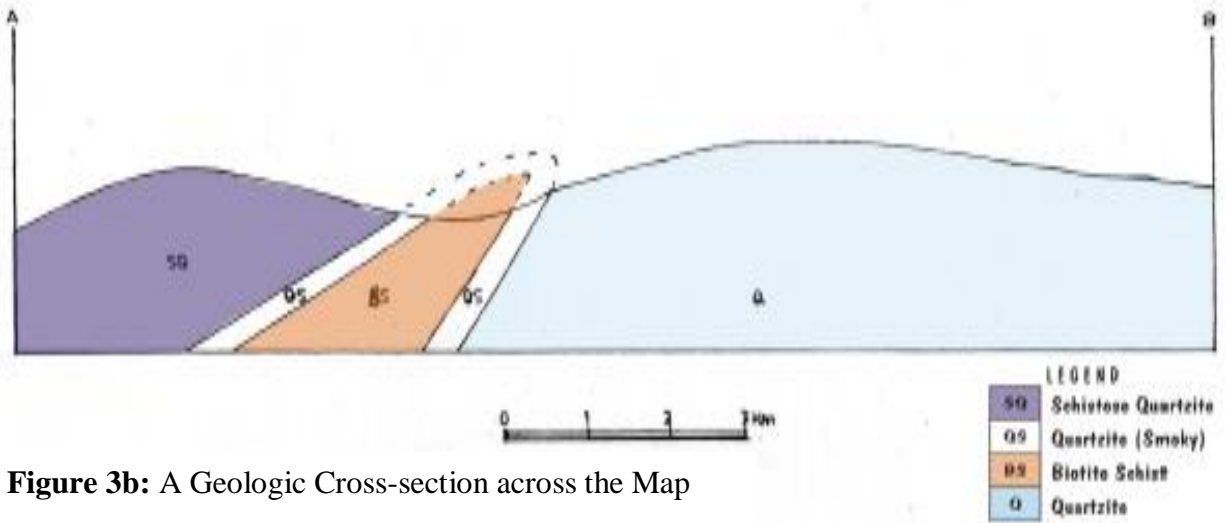 A B
SQ
QS BS QS Q
0 1 2 3 Km
LEGEND
SQ Schistose Quartzite
QS Quartzite (Smoky)
BS Biotite Schist
Q Quartzite
Figure 3b: A Geologic Cross-section across the Map